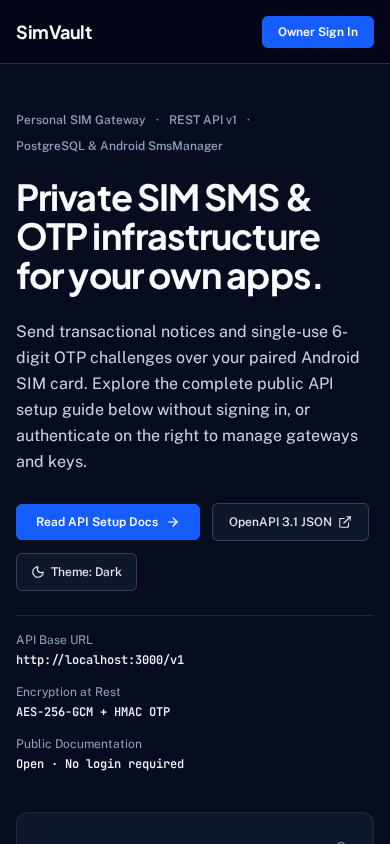 SimVault
Owner Sign In
Personal SIM Gateway · REST API v1 ·
PostgreSQL & Android SmsManager
Private SIM SMS &
OTP infrastructure
for your own apps.
Send transactional notices and single-use 6-
digit OTP challenges over your paired Android
SIM card. Explore the complete public API
setup guide below without signing in, or
authenticate on the right to manage gateways
and keys.
Read API Setup Docs
OpenAPI 3.1 JSON
Theme: Dark
API Base URL
http://localhost:3000/v1
Encryption at Rest
AES-256-GCM + HMAC OTP
Public Documentation
Open · No login required